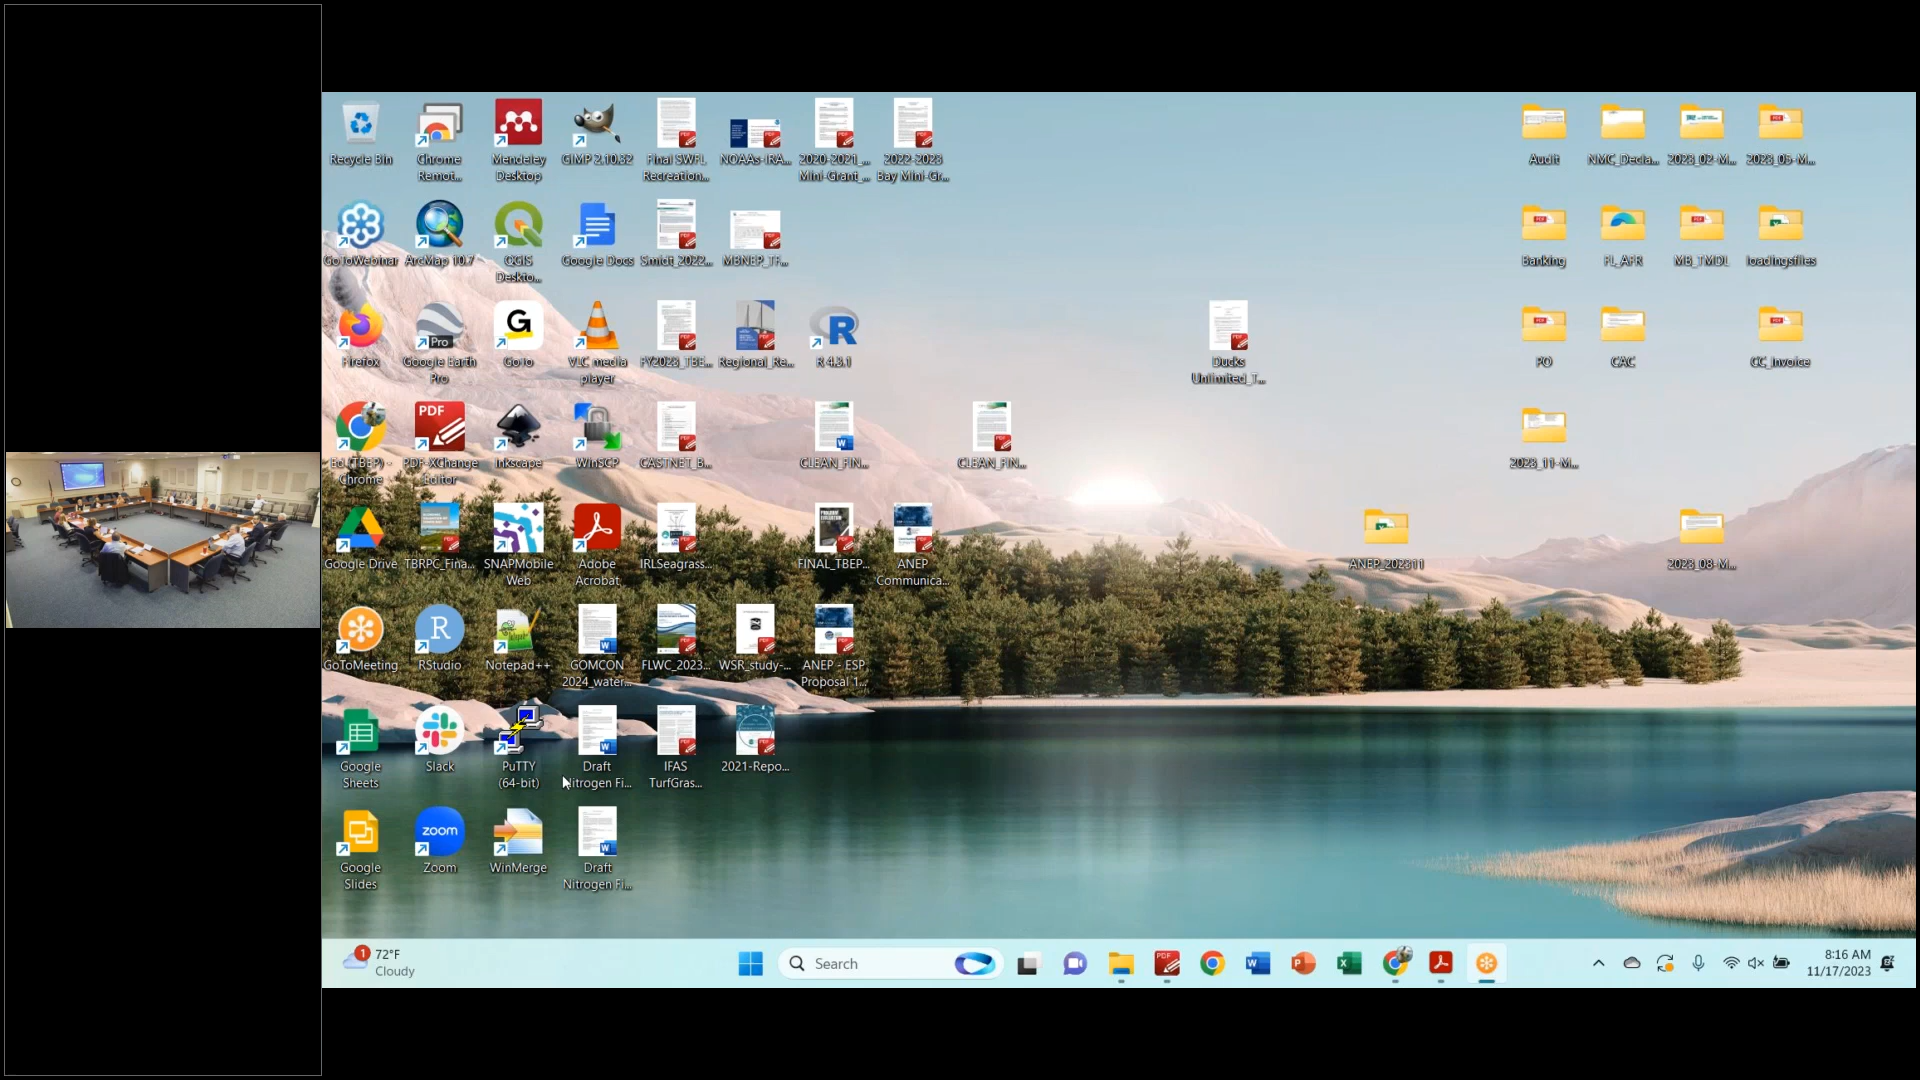 Recycle Bin
Chrome
Remot...
Mendeley
Desktop
GIMP 2.10.32
Final SWFL
Recreation...
NOAAs-IRA...
2020-2021_...
Mini-Grant_...
2022-2023
Bay Mini-Gr...
Audit
NMC_Decla...
2023_02-M...
2023_05-M...
GoToWebinar
ArcMap 10.7
QGIS
Deskto...
Google Docs
Smidt_2022...
MBNEP_TF...
Banking
FL_AFR
MB_TMDL
loadingsfiles
Firefox
Google Earth
Pro
GoTo
VLC media
player
FY2023_TBE...
Regional_Re...
R 4.3.1
Ducks
Unlimited_T...
PO
CAC
CC_Invoice
Ed (TBEP) -
Chrome
PDF-XChange
Editor
Inkscape
WinSCP
CASTNET_B...
CLEAN_FIN...
CLEAN_FIN...
2023_11-M...
Google Drive
TBRPC_Fina...
SNAPMobile
Web
Adobe
Acrobat
IRLSeagrass...
FINAL_TBEP...
ANEP
Communica...
ANEP_202311
2023_08-M...
GoToMeeting
RStudio
Notepad++
GOMCON
2024_water...
FLWC_2023...
WSR_study-...
ANEP - ESP
Proposal 1...
Google
Sheets
Slack
PuTTY
(64-bit)
Draft
Nitrogen Fi...
IFAS
TurfGras...
2021-Repo...
Google
Slides
zoom
Zoom
WinMerge
Draft
Nitrogen Fi...
1
72°F
Cloudy
Search
8:16 AM
11/17/2023